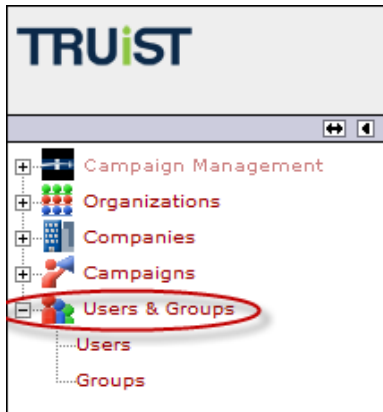 TRUiST
Campaign Management
Organizations
Companies
Campaigns
Users & Groups
Users
Groups